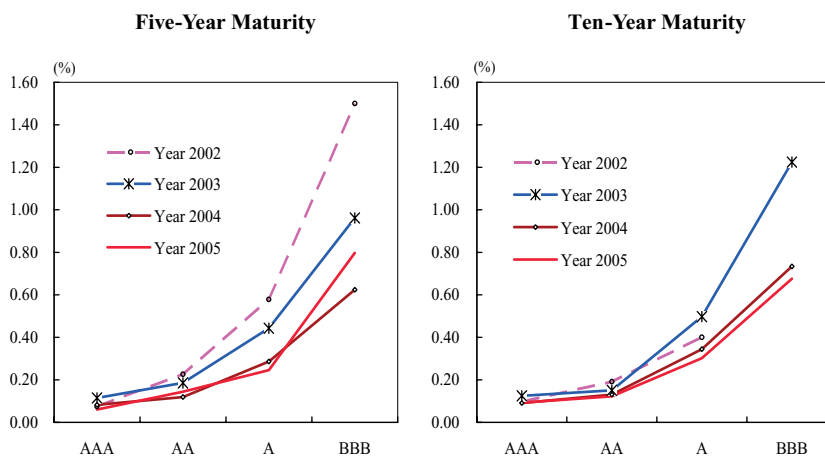 Five-Year Maturity
(%)
1.60
1.40
1.20
1.00
0.80
0.60
0.40
0.20
0.00
Year 2002
Year 2003
Year 2004
Year 2005
AAA AA A BBB
Ten-Year Maturity
(%)
1.60
1.40
1.20
1.00
0.80
0.60
0.40
0.20
0.00
Year 2002
Year 2003
Year 2004
Year 2005
AAA AA A BBB